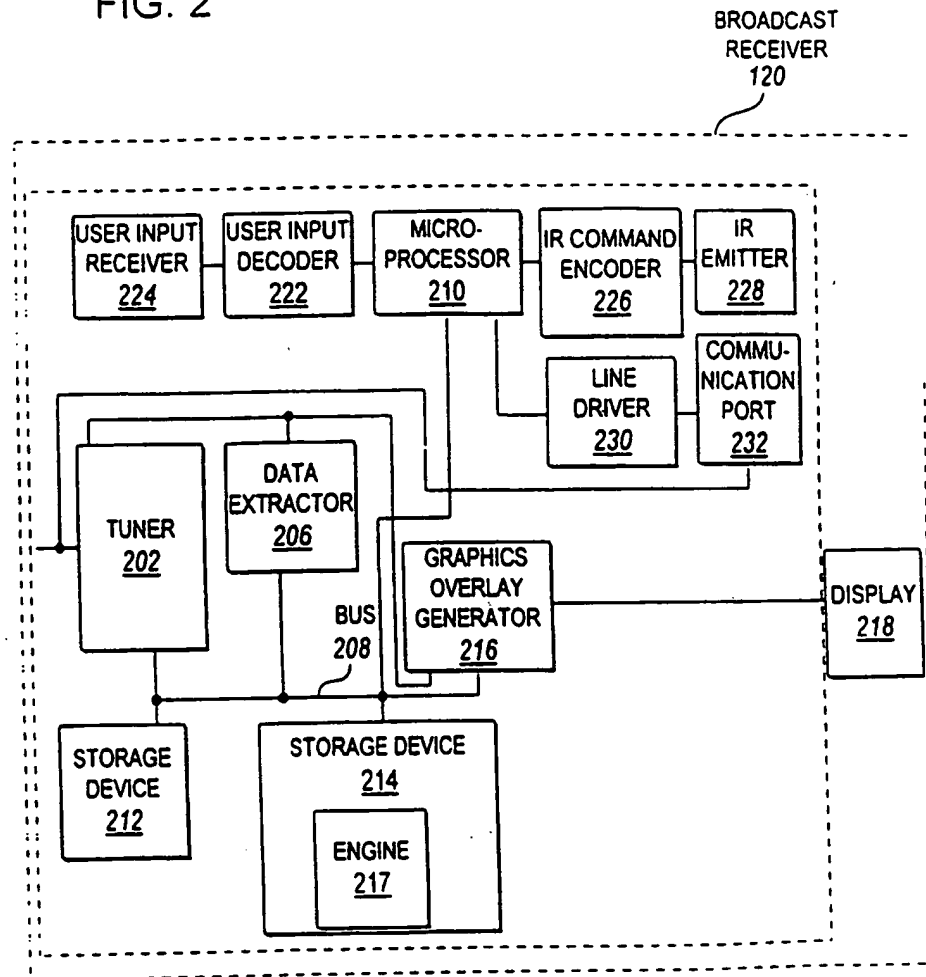 FIG. 2
BROADCAST
RECEIVER
120
USER INPUT
RECEIVER
224
USER INPUT
DECODER
222
MICRO-
PROCESSOR
210
IR COMMAND
ENCODER
226
IR
EMITTER
228
LINE
DRIVER
230
COMMU-
NICATION
PORT
232
TUNER
202
DATA
EXTRACTOR
206
GRAPHICS
OVERLAY
GENERATOR
216
BUS
208
DISPLAY
218
STORAGE
DEVICE
212
STORAGE DEVICE
214
ENGINE
217